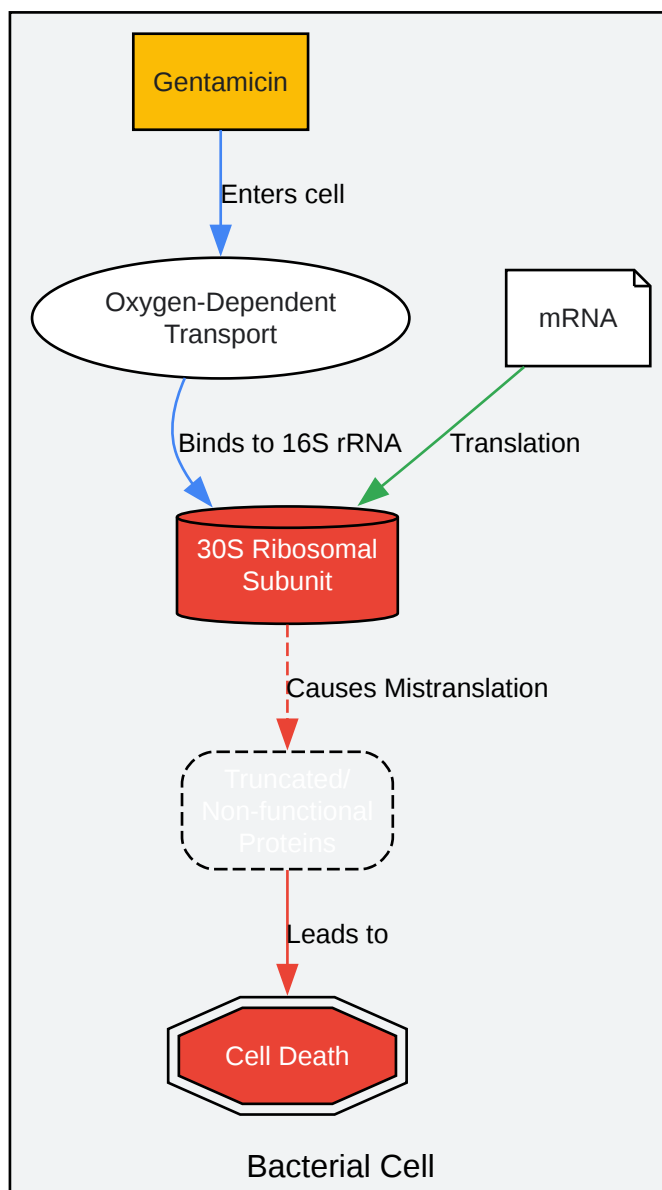 Gentamicin
Enters cell
Oxygen-Dependent
Transport
mRNA
Binds to 16S rRNA
Translation
30S Ribosomal
Subunit
Causes Mistranslation
Truncated/
Non-functional
Proteins
Leads to
Cell Death
Bacterial Cell